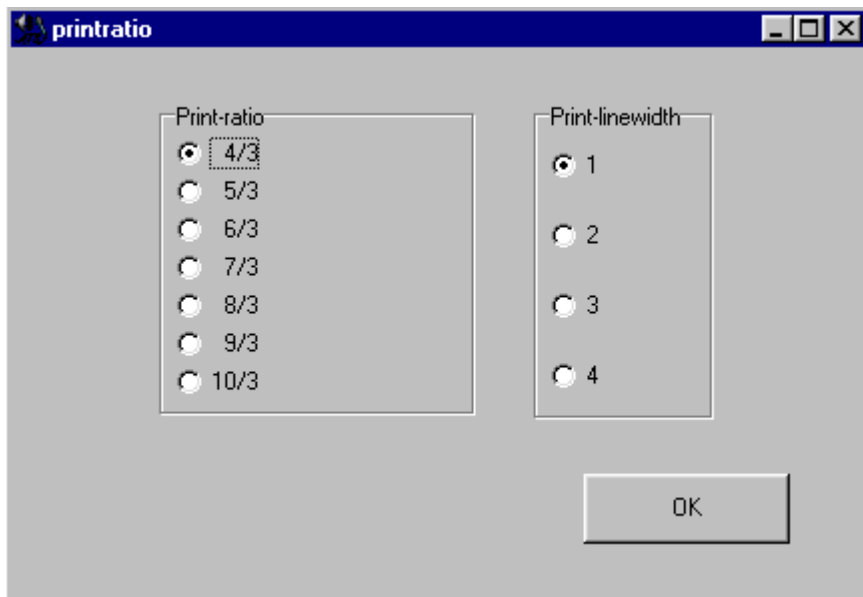 printratio
Print-ratio
4/3
5/3
6/3
7/3
8/3
9/3
10/3
Print-linewidth
1
2
3
4
OK